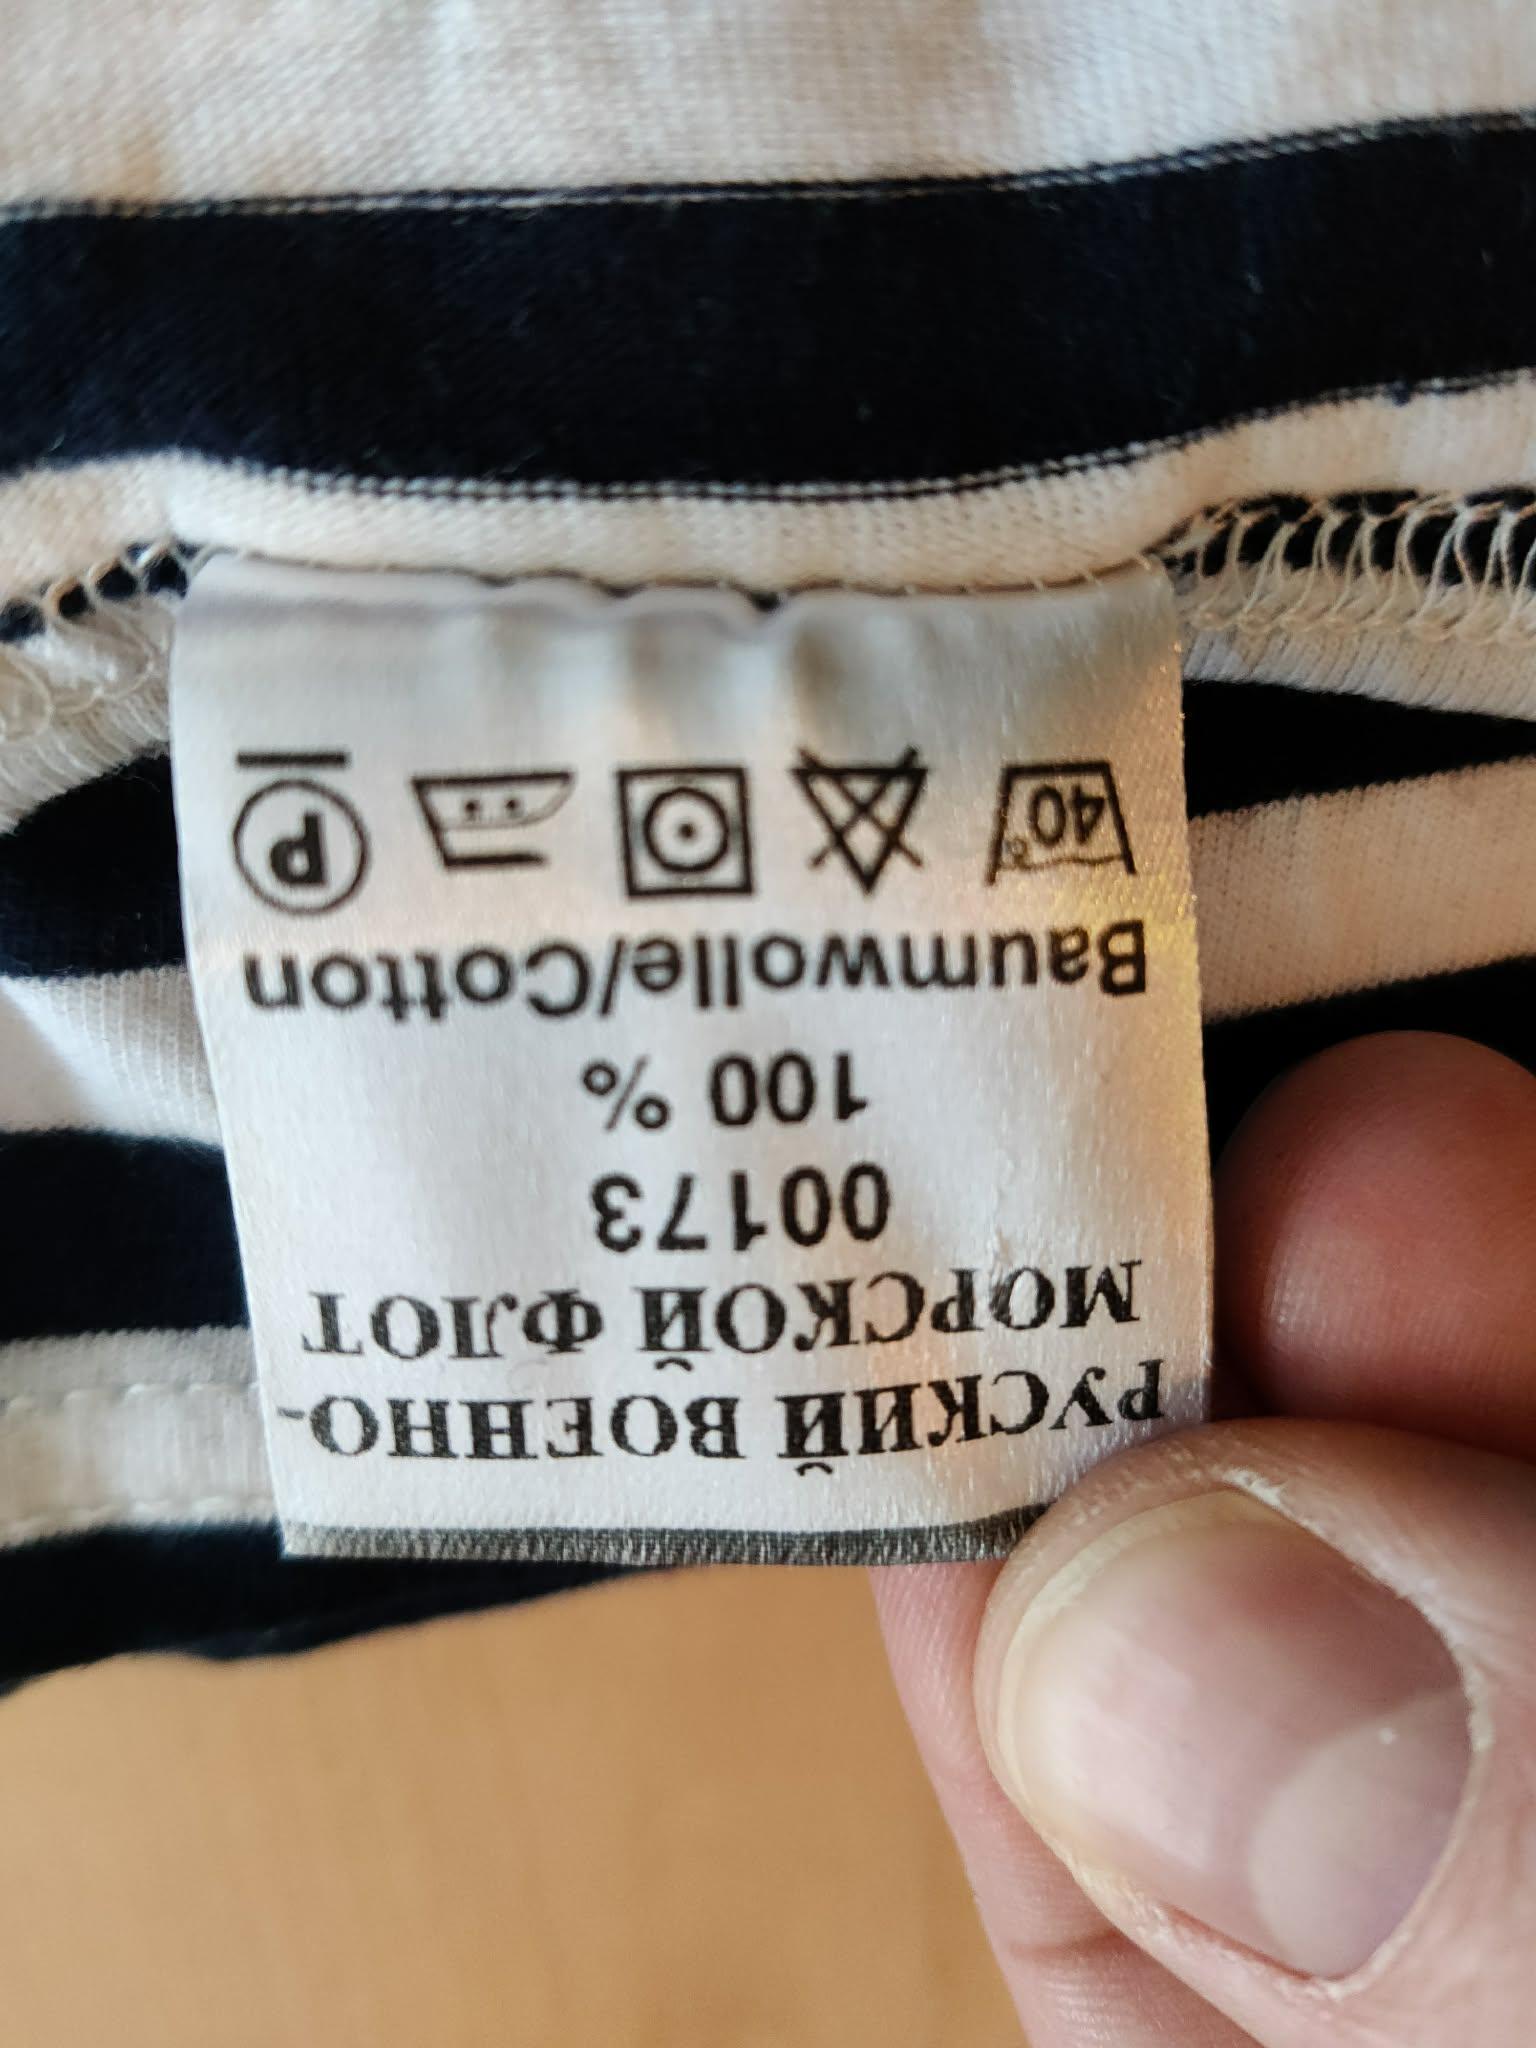 РУСКИЙ ВОЕННО-
МОРСКОЙ ФЛОТ
00173
100 %
Baumwolle/Cotton
40°
P